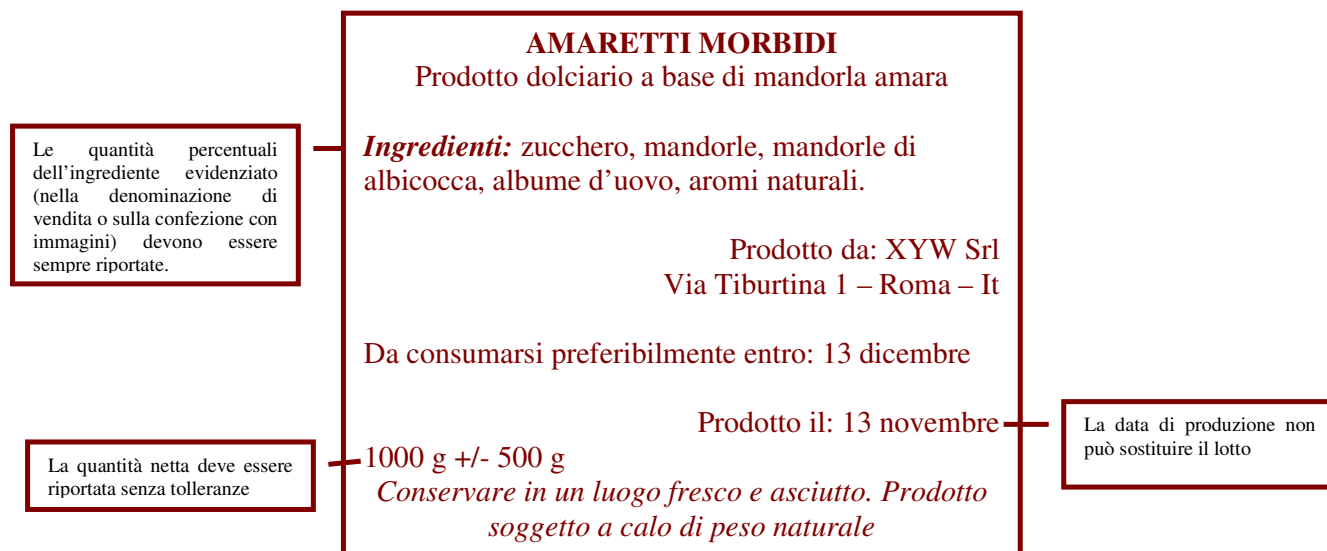 AMARETTI MORBIDI
Prodotto dolciario a base di mandorla amara
Le quantità percentuali
dell'ingrediente evidenziato
(nella denominazione di
vendita o sulla confezione con
immagini) devono essere
sempre riportate.
Ingredienti: zucchero, mandorle, mandorle di
albicocca, albume d'uovo, aromi naturali.
Prodotto da: XYW Srl
Via Tiburtina 1 – Roma – It
Da consumarsi preferibilmente entro: 13 dicembre
Prodotto il: 13 novembre
La data di produzione non
può sostituire il lotto
La quantità netta deve essere
riportata senza tolleranze
1000 g +/- 500 g
Conservare in un luogo fresco e asciutto. Prodotto
soggetto a calo di peso naturale